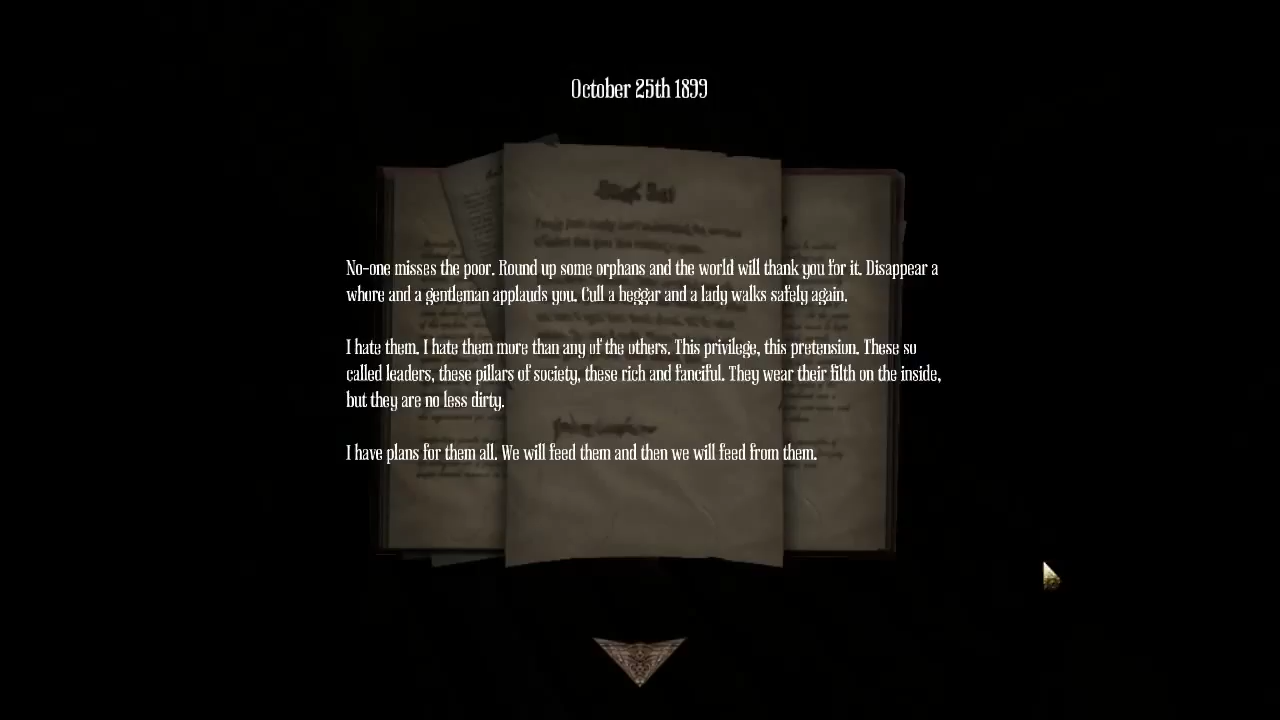 October 25th 1899
No-one misses the poor. Round up some orphans and the world will thank you for it. Disappear a
whore and a gentleman applauds you. Cull a beggar and a lady walks safely again.
I hate them. I hate them more than any of the others. This privilege, this pretension. These so
called leaders, these pillars of society, these rich and fanciful. They wear their filth on the inside,
but they are no less dirty.
I have plans for them all. We will feed them and then we will feed from them.